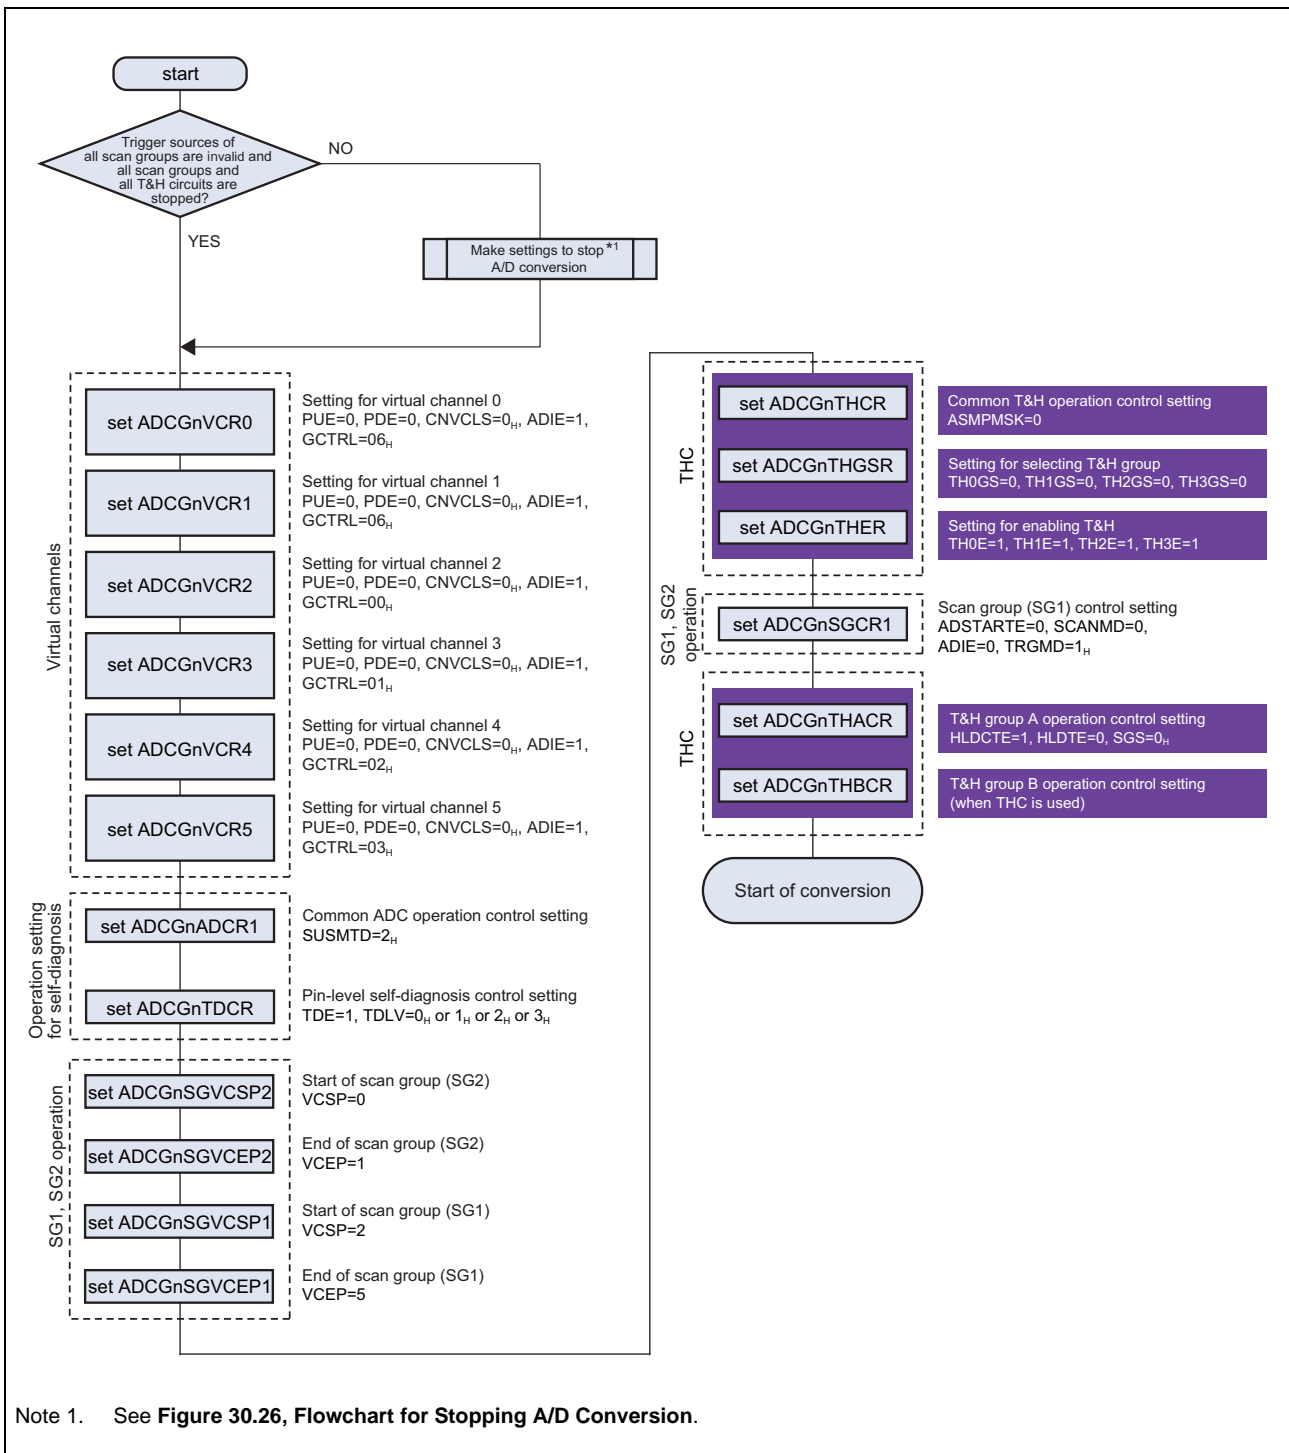 start
Trigger sources of
all scan groups are invalid and
all scan groups and
all T&H circuits are
stopped?
NO
YES
Make settings to stop *1
A/D conversion
Virtual channels
set ADCGnVCR0
Setting for virtual channel 0
PUE=0, PDE=0, CNVCLS=0H, ADIE=1,
GCTRL=06H
set ADCGnVCR1
Setting for virtual channel 1
PUE=0, PDE=0, CNVCLS=0H, ADIE=1,
GCTRL=06H
set ADCGnVCR2
Setting for virtual channel 2
PUE=0, PDE=0, CNVCLS=0H, ADIE=1,
GCTRL=00H
set ADCGnVCR3
Setting for virtual channel 3
PUE=0, PDE=0, CNVCLS=0H, ADIE=1,
GCTRL=01H
set ADCGnVCR4
Setting for virtual channel 4
PUE=0, PDE=0, CNVCLS=0H, ADIE=1,
GCTRL=02H
set ADCGnVCR5
Setting for virtual channel 5
PUE=0, PDE=0, CNVCLS=0H, ADIE=1,
GCTRL=03H
Operation setting
for self-diagnosis
set ADCGnADCR1
Common ADC operation control setting
SUSMTD=2H
set ADCGnTDCR
Pin-level self-diagnosis control setting
TDE=1, TDLV=0H or 1H or 2H or 3H
SG1, SG2 operation
set ADCGnSGVCSP2
Start of scan group (SG2)
VCSP=0
set ADCGnSGVCEP2
End of scan group (SG2)
VCEP=1
set ADCGnSGVCSP1
Start of scan group (SG1)
VCSP=2
set ADCGnSGVCEP1
End of scan group (SG1)
VCEP=5
THC
set ADCGnTHCR
Common T&H operation control setting
ASMPMSK=0
set ADCGnTHGSR
Setting for selecting T&H group
TH0GS=0, TH1GS=0, TH2GS=0, TH3GS=0
set ADCGnTHER
Setting for enabling T&H
TH0E=1, TH1E=1, TH2E=1, TH3E=1
SG1, SG2
operation
set ADCGnSGCR1
Scan group (SG1) control setting
ADSTARTE=0, SCANMD=0,
ADIE=0, TRGMD=1H
THC
set ADCGnTHACR
T&H group A operation control setting
HLDCTE=1, HLDTE=0, SGS=0H
set ADCGnTHBCR
T&H group B operation control setting
(when THC is used)
Start of conversion
Note 1. See Figure 30.26, Flowchart for Stopping A/D Conversion.